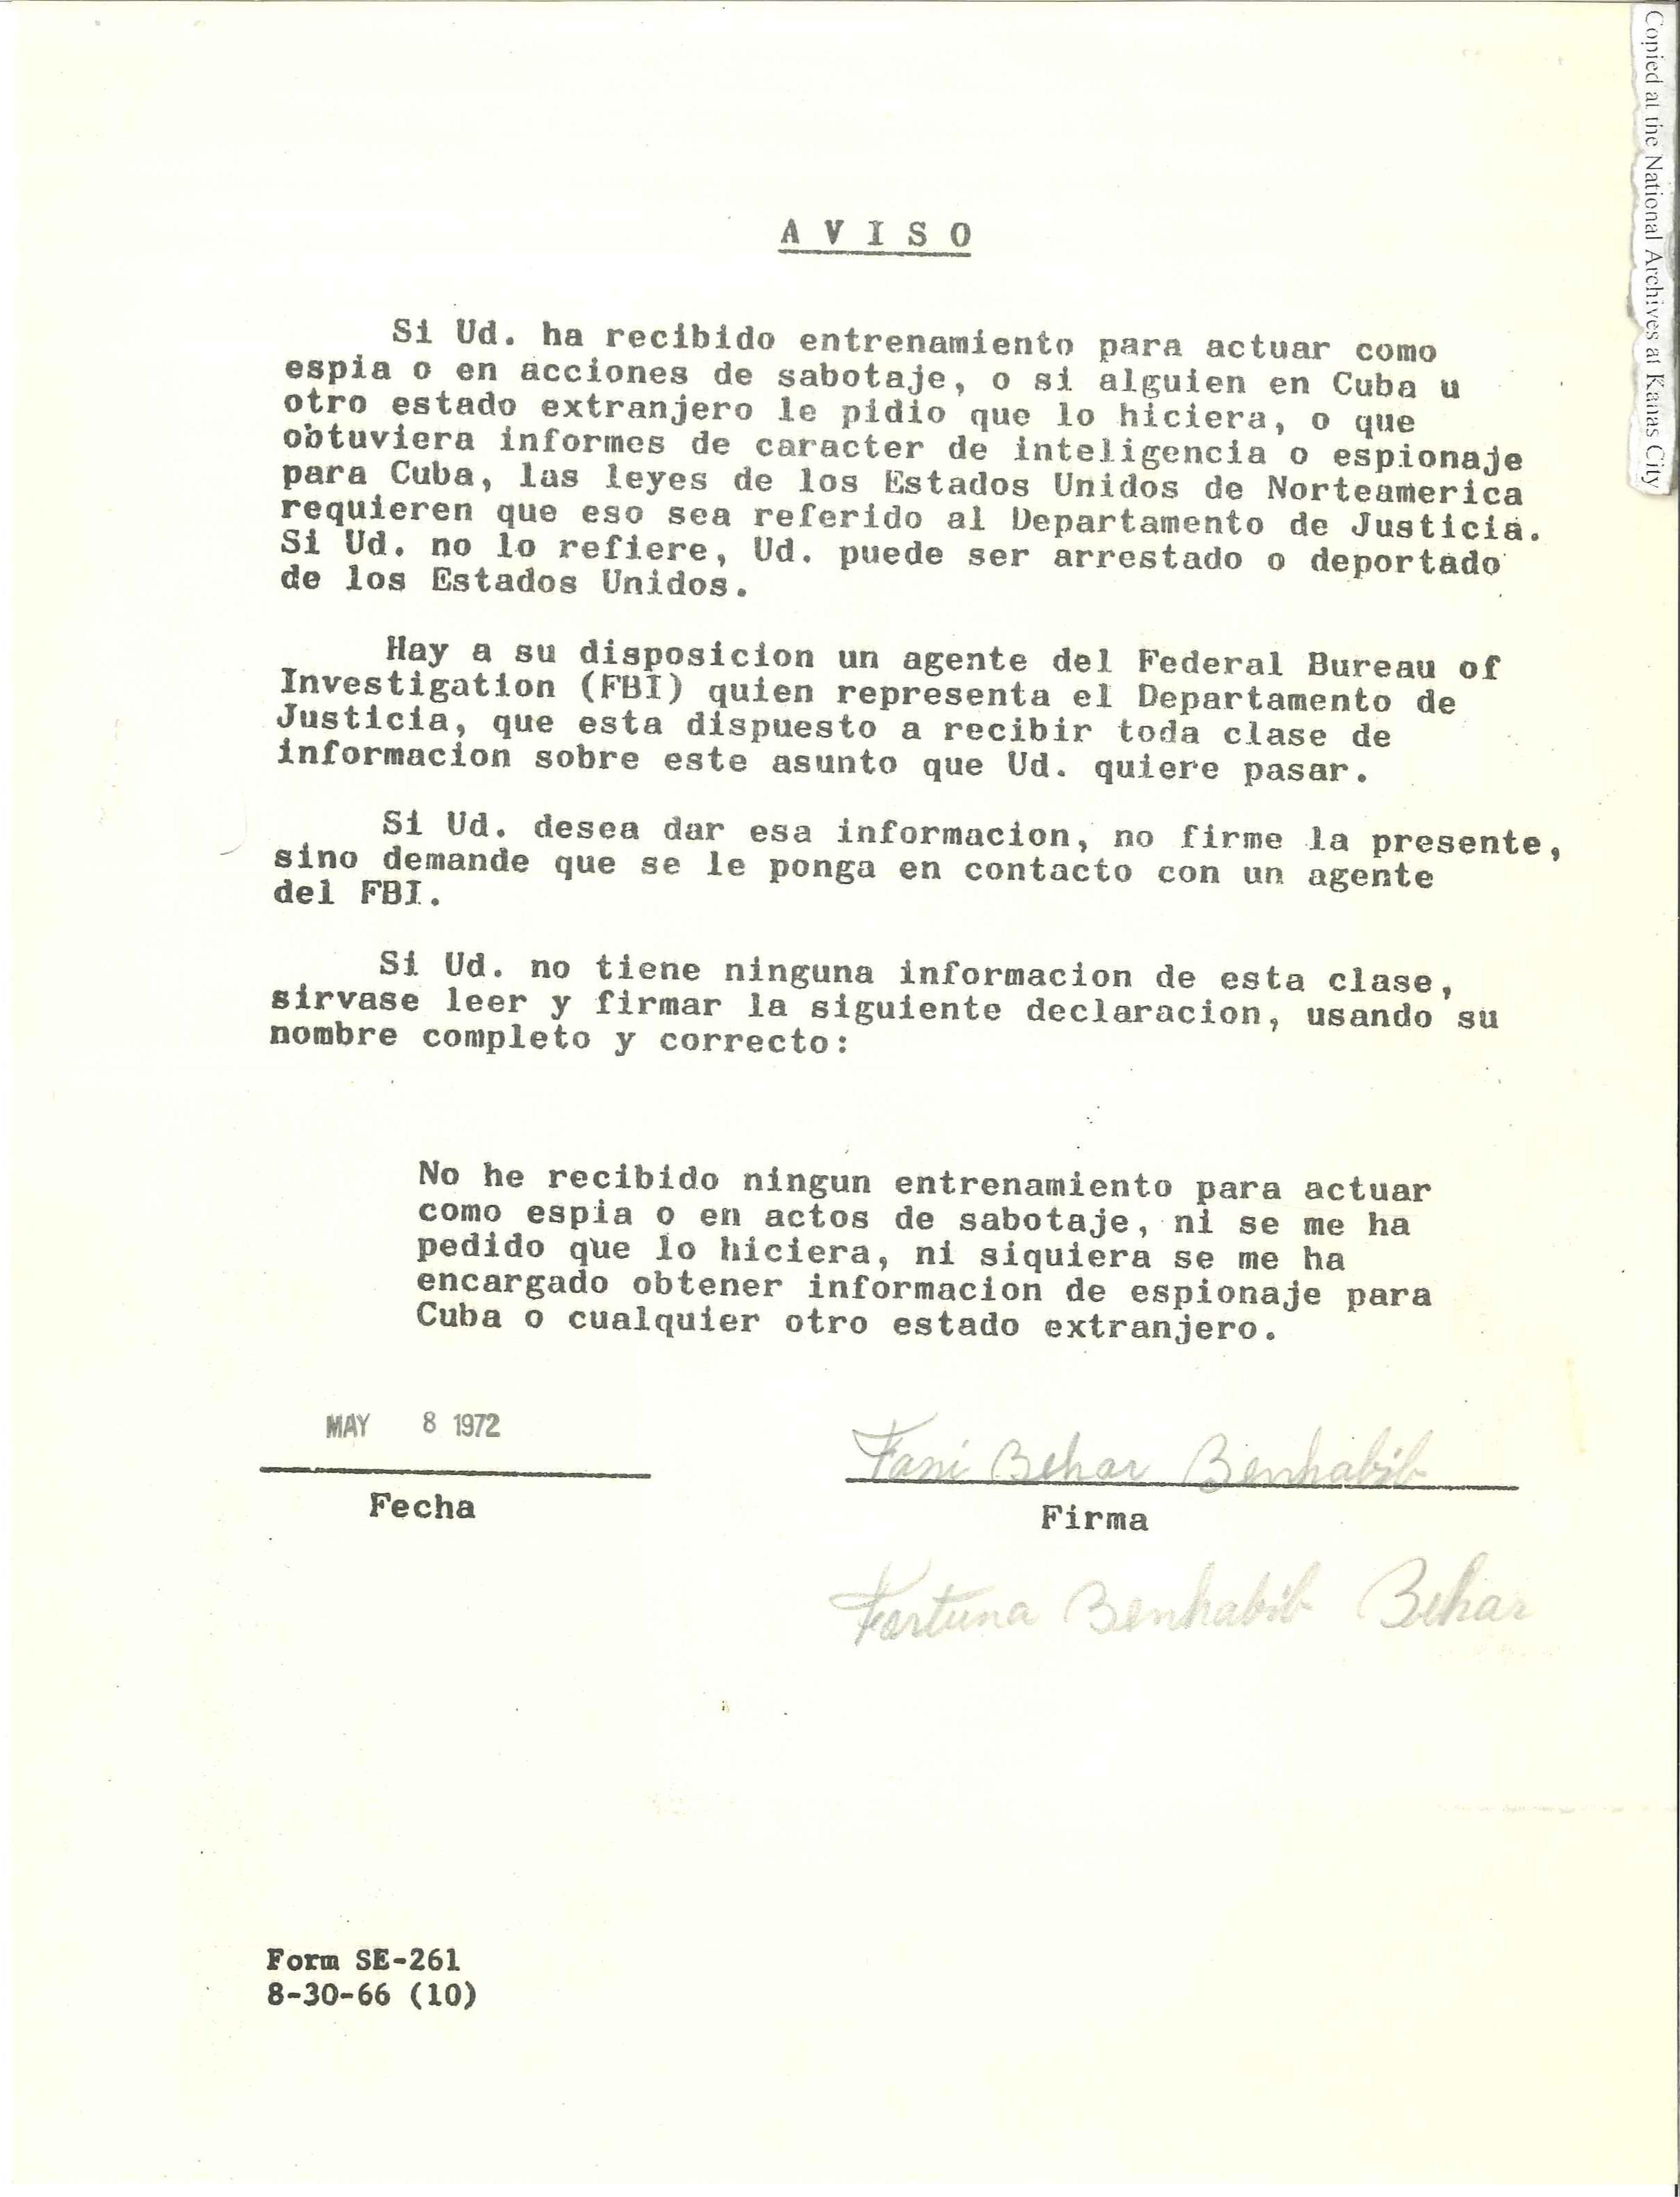 Copied at the National Archives at Kanas City
A V I S O
Si Ud. ha recibido entrenamiento para actuar como
espia o en acciones de sabotaje, o si alguien en Cuba u
otro estado extranjero le pidio que lo hiciera, o que
obtuviera informes de caracter de inteligencia o espionaje
para Cuba, las leyes de los Estados Unidos de Norteamerica
requieren que eso sea referido al Departamento de Justicia.
Si Ud. no lo refiere, Ud. puede ser arrestado o deportado
de los Estados Unidos.
Hay a su disposicion un agente del Federal Bureau of
Investigation (FBI) quien representa el Departamento de
Justicia, que esta dispuesto a recibir toda clase de
informacion sobre este asunto que Ud. quiere pasar.
Si Ud. desea dar esa informacion, no firme la presente,
sino demande que se le ponga en contacto con un agente
del FBI.
Si Ud. no tiene ninguna informacion de esta clase,
sirvase leer y firmar la siguiente declaracion, usando su
nombre completo y correcto:
No he recibido ningun entrenamiento para actuar
como espia o en actos de sabotaje, ni se me ha
pedido que lo hiciera, ni siquiera se me ha
encargado obtener informacion de espionaje para
Cuba o cualquier otro estado extranjero.
MAY 8 1972
Fani Behar Benhabib
Fecha
Firma
Fortuna Benhabib Behar
Form SE-261
8-30-66 (10)